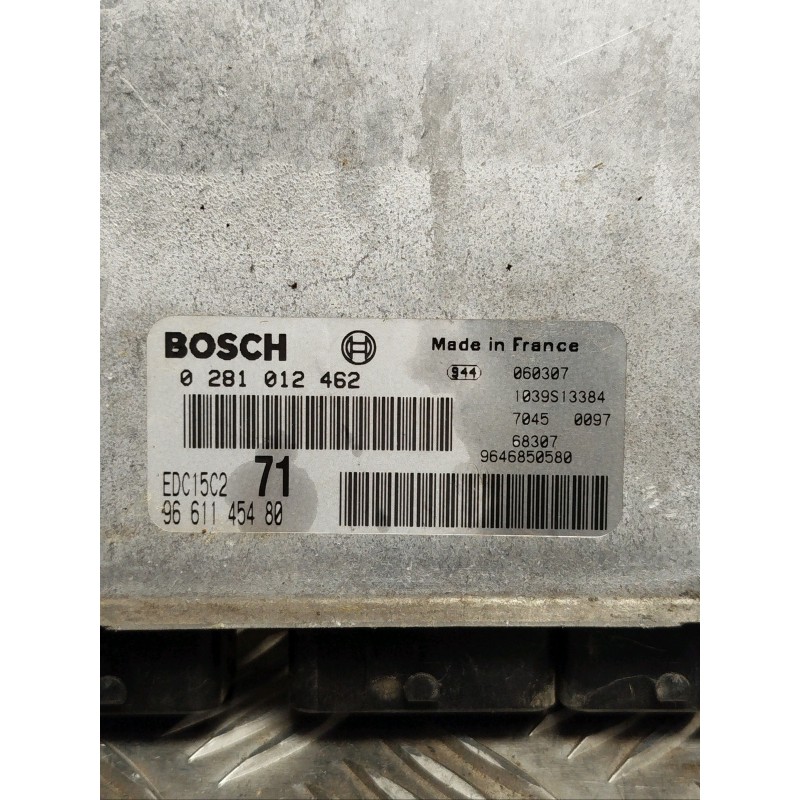 BOSCH
Made in France
0 281 012 462
944 060307
1039S13384
7045 0097
68307
9646850580
EDC15C2 71
96 611 454 80